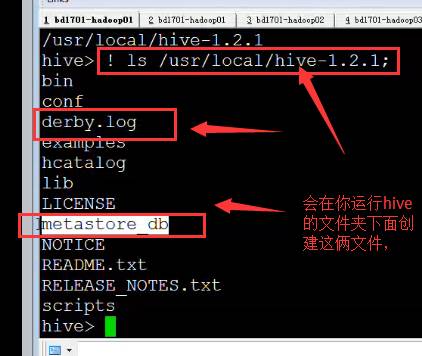 1 bd1701-hadoop01
2 bd1701-hadoop01
3 bd1701-hadoop02
4 bd1701-hadoop03
/usr/local/hive-1.2.1
hive> ! ls /usr/local/hive-1.2.1;
bin
conf
derby.log
examples
hcatalog
lib
LICENSE
metastore_db
NOTICE
README.txt
RELEASE_NOTES.txt
scripts
hive>
会在你运行hive
的文件夹下面创
建这俩文件,